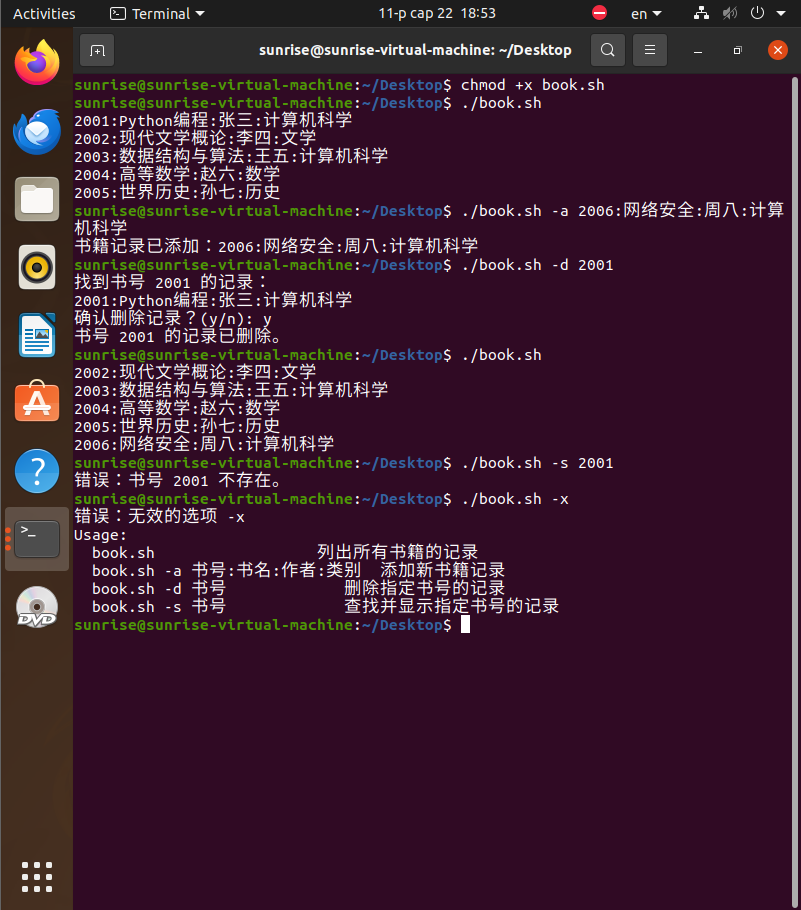 Activities
Terminal
11-р сар 22 18:53
en
sunrise@sunrise-virtual-machine: ~/Desktop
sunrise@sunrise-virtual-machine:~/Desktop$ chmod +x book.sh
sunrise@sunrise-virtual-machine:~/Desktop$ ./book.sh
2001:Python编程:张三:计算机科学
2002:现代文学概论:李四:文学
2003:数据结构与算法:王五:计算机科学
2004:高等数学:赵六:数学
2005:世界历史:孙七:历史
sunrise@sunrise-virtual-machine:~/Desktop$ ./book.sh -a 2006:网络安全:周八:计算
机科学
书籍记录已添加：2006:网络安全:周八:计算机科学
sunrise@sunrise-virtual-machine:~/Desktop$ ./book.sh -d 2001
找到书号 2001 的记录：
2001:Python编程:张三:计算机科学
确认删除记录？(y/n): y
书号 2001 的记录已删除。
sunrise@sunrise-virtual-machine:~/Desktop$ ./book.sh
2002:现代文学概论:李四:文学
2003:数据结构与算法:王五:计算机科学
2004:高等数学:赵六:数学
2005:世界历史:孙七:历史
2006:网络安全:周八:计算机科学
sunrise@sunrise-virtual-machine:~/Desktop$ ./book.sh -s 2001
错误：书号 2001 不存在。
sunrise@sunrise-virtual-machine:~/Desktop$ ./book.sh -x
错误：无效的选项 -x
Usage:
book.sh 列出所有书籍的记录
book.sh -a 书号:书名:作者:类别 添加新书籍记录
book.sh -d 书号 删除指定书号的记录
book.sh -s 书号 查找并显示指定书号的记录
sunrise@sunrise-virtual-machine:~/Desktop$
>_
DVD